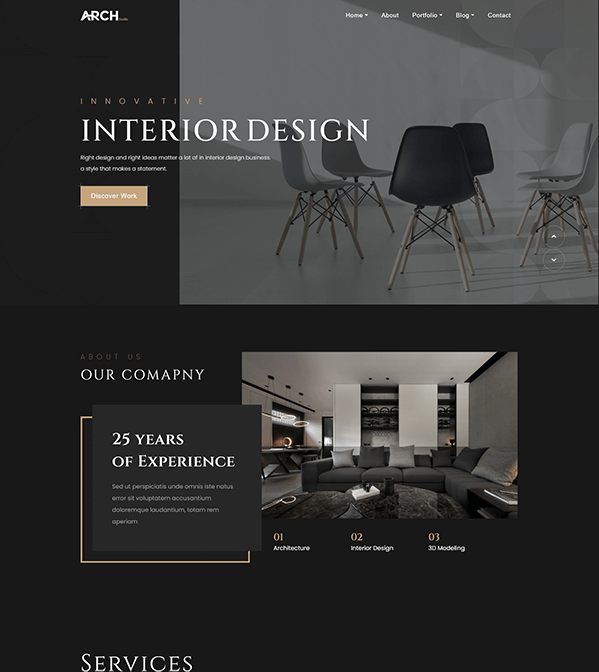 ARCH
Studio
Home
About
Portfolio
Blog
Contact
INNOVATIVE
INTERIOR DESIGN
Right design and right ideas matter a lot of in interior design business.
a style that makes a statement.
Discover Work
ABOUT US
OUR COMAPNY
25 YEARS
OF EXPERIENCE
Sed ut perspiciatis unde omnis iste natus
error sit voluptatem accusantium
doloremque laudantium, totam rem
aperiam
01
02
03
Architecture
Interior Design
3D Modeling
SERVICES